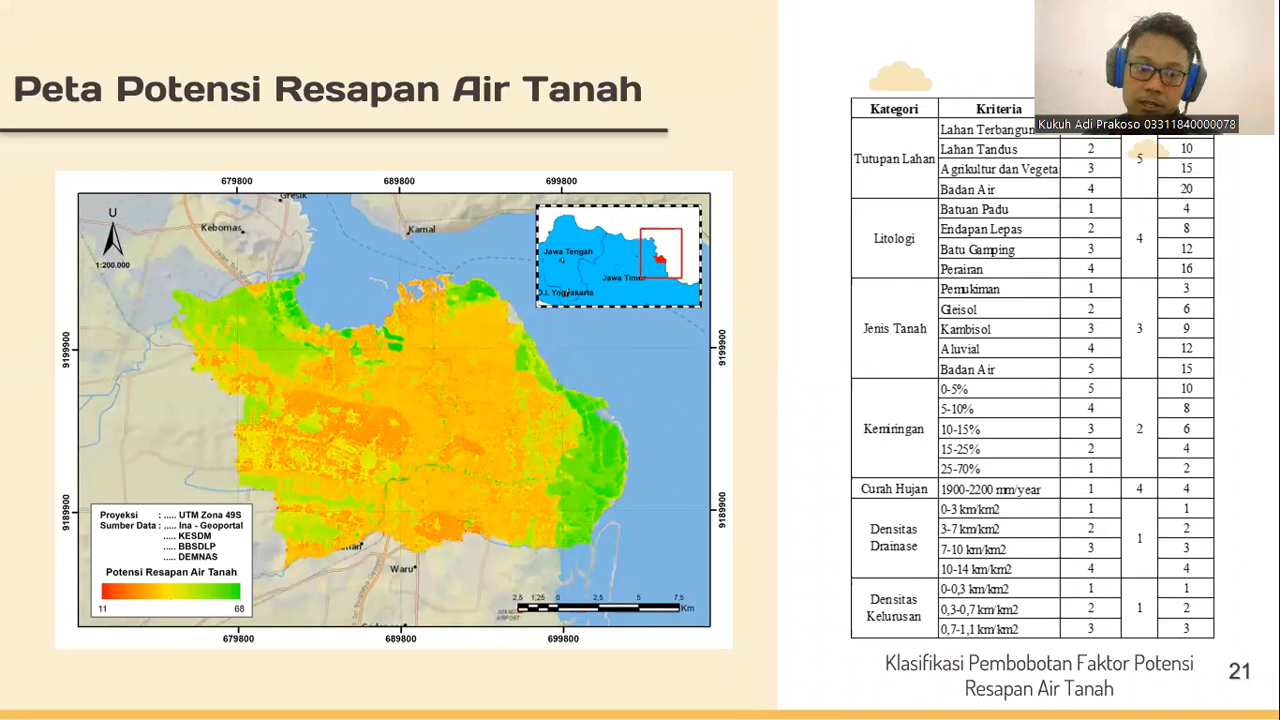 Peta Potensi Resapan Air Tanah
679800 689800 699800
Gresik
Kebomas
Kamal
U
1:200.000
Jawa Tengah
Jawa Timur
D.I. Yogyakarta
9199900 9199900
9189900 9189900
Proyeksi : ..... UTM Zona 49S
Sumber Data : ..... Ina - Geoportal
..... KESDM
..... BBSDLP
..... DEMNAS
Potensi Resapan Air Tanah
11 68
Waru
2,5 1,25 0 2,5 5 7,5
Km
AIRPORT
679800 689800 699800
Kukuh Adi Prakoso 03311840000078
Kategori Kriteria
Tutupan Lahan 5
Lahan Terbangun
Lahan Tandus 2 10
Agrikultur dan Vegeta 3 15
Badan Air 4 20
Litologi 4
Batuan Padu 1 4
Endapan Lepas 2 8
Batu Gamping 3 12
Perairan 4 16
Jenis Tanah 3
Pemukiman 1 3
Gleisol 2 6
Kambisol 3 9
Aluvial 4 12
Badan Air 5 15
Kemiringan 2
0-5% 5 10
5-10% 4 8
10-15% 3 6
15-25% 2 4
25-70% 1 2
Curah Hujan 1900-2200 mm/year 1 4 4
Densitas Drainase 1
0-3 km/km2 1 1
3-7 km/km2 2 2
7-10 km/km2 3 3
10-14 km/km2 4 4
Densitas Kelurusan 1
0-0,3 km/km2 1 1
0,3-0,7 km/km2 2 2
0,7-1,1 km/km2 3 3
Klasifikasi Pembobotan Faktor Potensi
Resapan Air Tanah
21